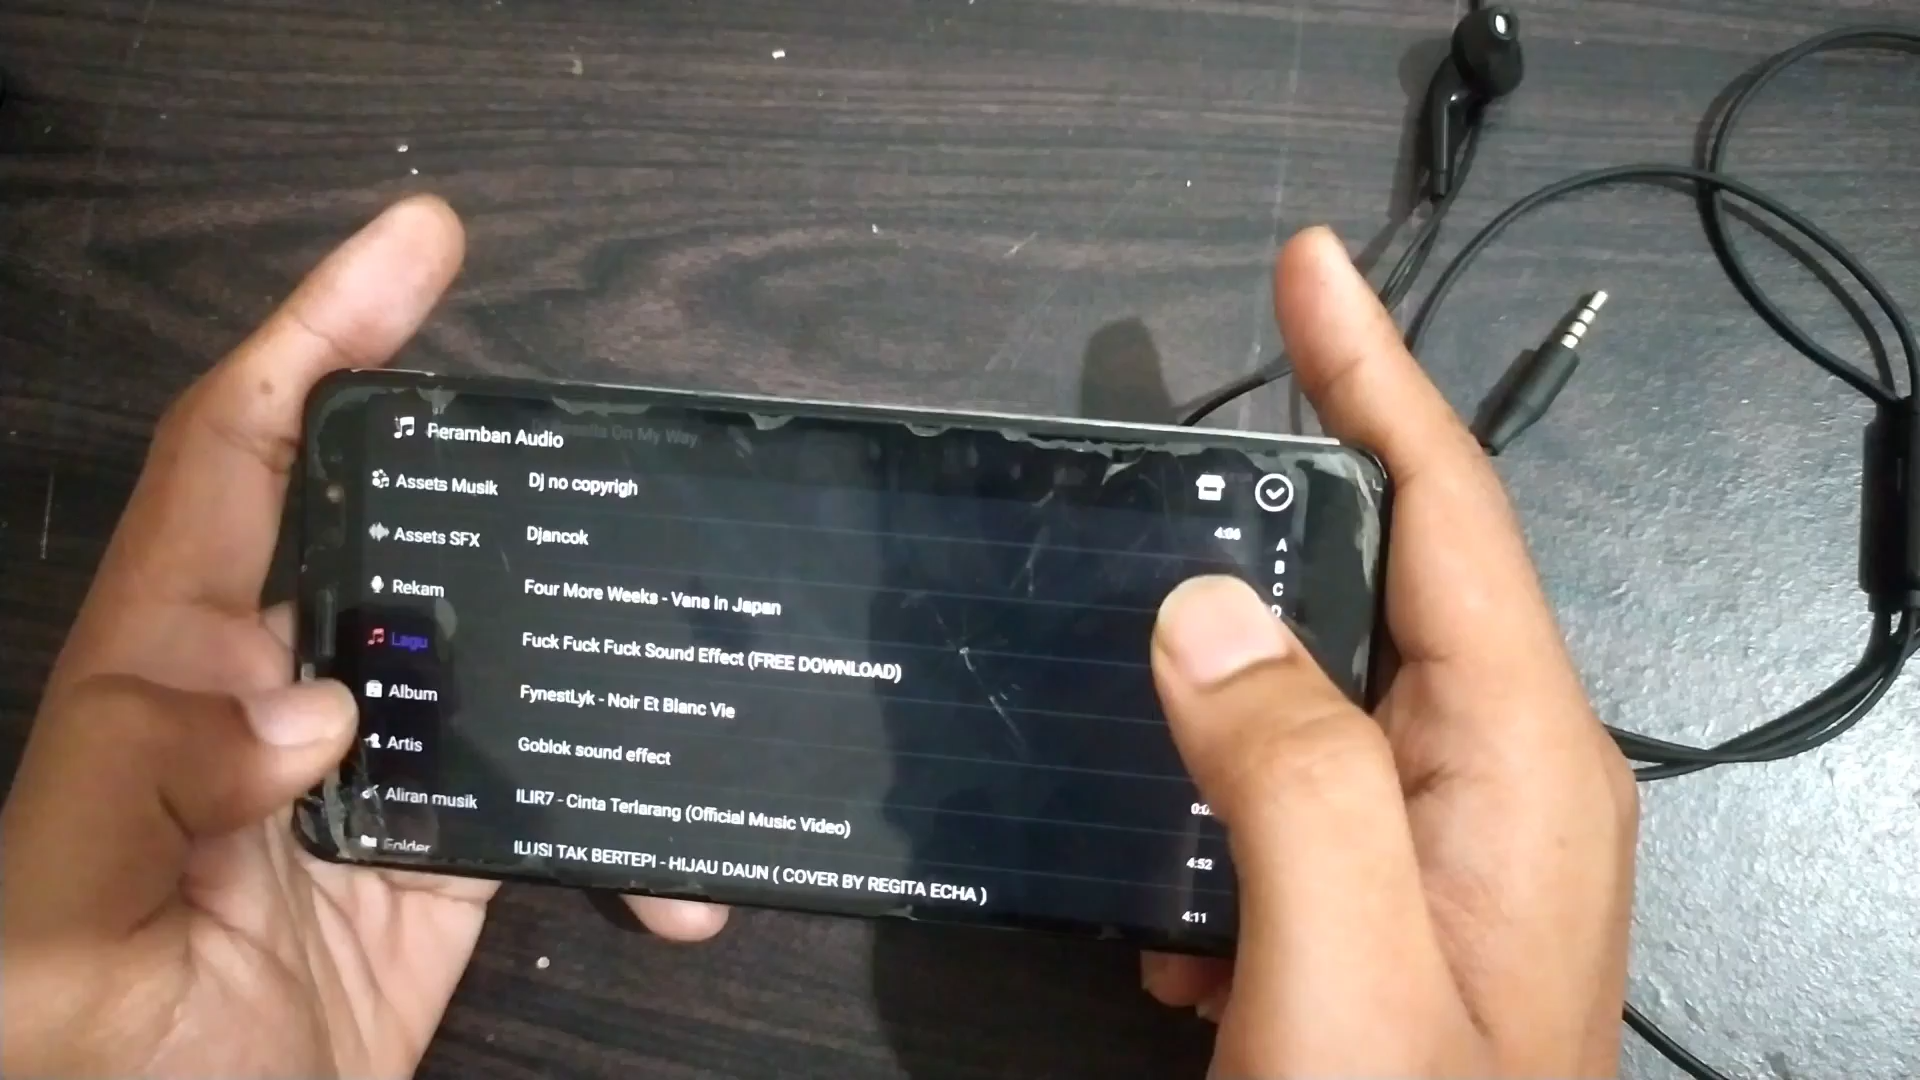 Peramban Audio
On My Way
Assets Musik
Assets SFX
Rekam
Lagu
Album
Artis
Aliran musik
Folder
Dj no copyrigh
Djancok
4:06
Four More Weeks - Vans in Japan
Fuck Fuck Fuck Sound Effect (FREE DOWNLOAD)
FynestLyk - Noir Et Blanc Vie
Goblok sound effect
ILIR7 - Cinta Terlarang (Official Music Video)
4:52
ILUSI TAK BERTEPI - HIJAU DAUN ( COVER BY REGITA ECHA )
4:11
A
B
C
D